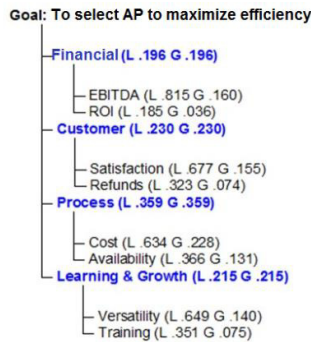 Goal: To select AP to maximize efficiency
Financial (L .196 G .196)
EBITDA (L .815 G .160)
ROI (L .185 G .036)
Customer (L .230 G .230)
Satisfaction (L .677 G .155)
Refunds (L .323 G .074)
Process (L .359 G .359)
Cost (L .634 G .228)
Availability (L .366 G .131)
Learning & Growth (L .215 G .215)
Versatility (L .649 G .140)
Training (L .351 G .075)